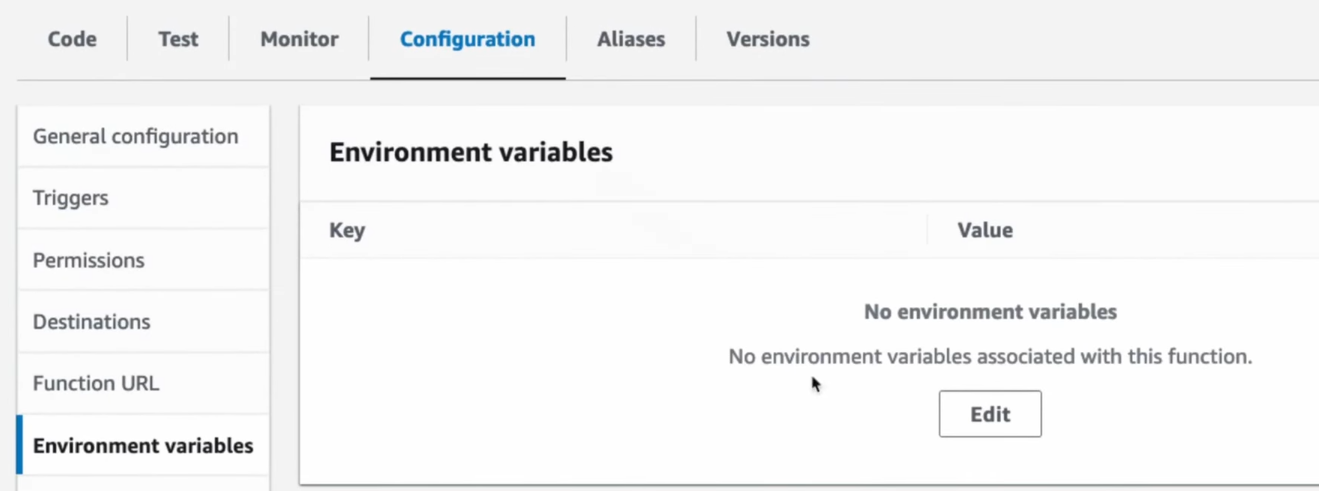 Code Test Monitor Configuration Aliases Versions
General configuration
Triggers
Permissions
Destinations
Function URL
Environment variables
Environment variables
Key Value
No environment variables
No environment variables associated with this function.
Edit